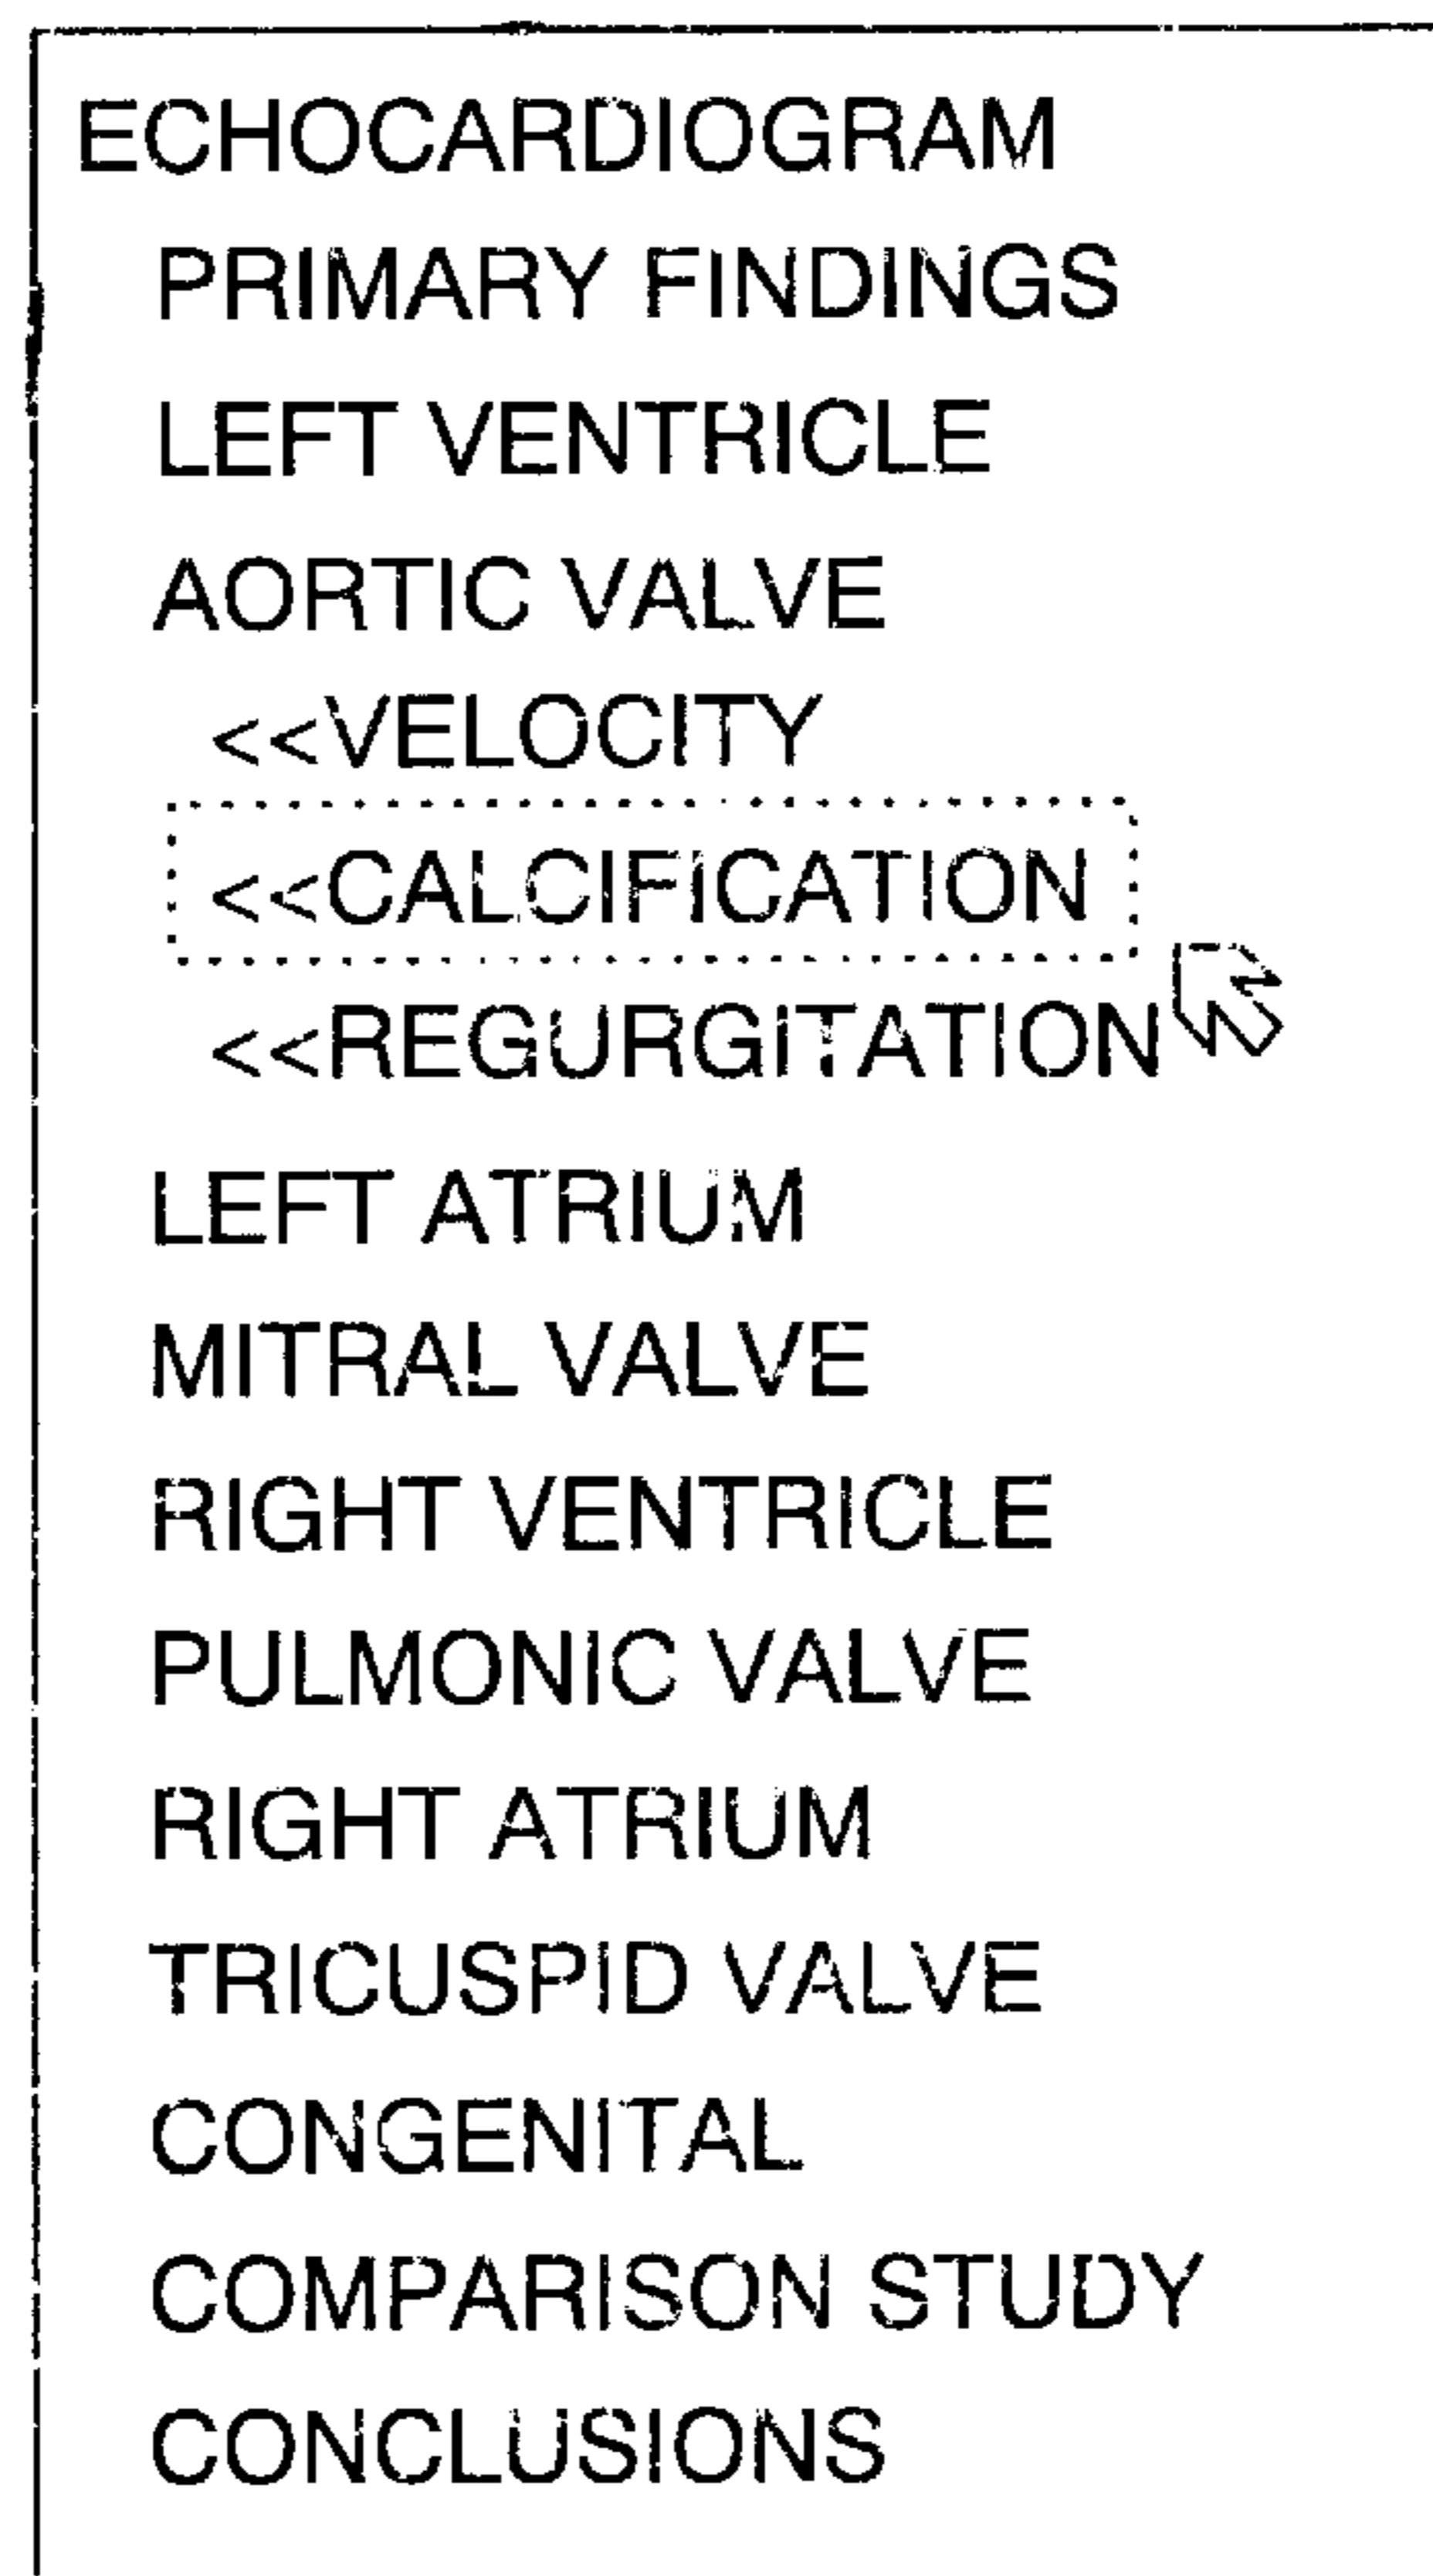 ECHOCARDIOGRAM
PRIMARY FINDINGS
LEFT VENTRICLE
AORTIC VALVE
<<VELOCITY
<<CALCIFICATION
<<REGURGITATION
LEFT ATRIUM
MITRAL VALVE
RIGHT VENTRICLE
PULMONIC VALVE
RIGHT ATRIUM
TRICUSPID VALVE
CONGENITAL
COMPARISON STUDY
CONCLUSIONS